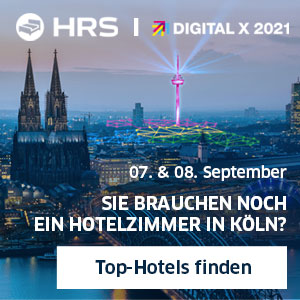 HRS | DIGITAL X 2021
07. & 08. September
SIE BRAUCHEN NOCH
EIN HOTELZIMMER IN KÖLN?
Top-Hotels finden